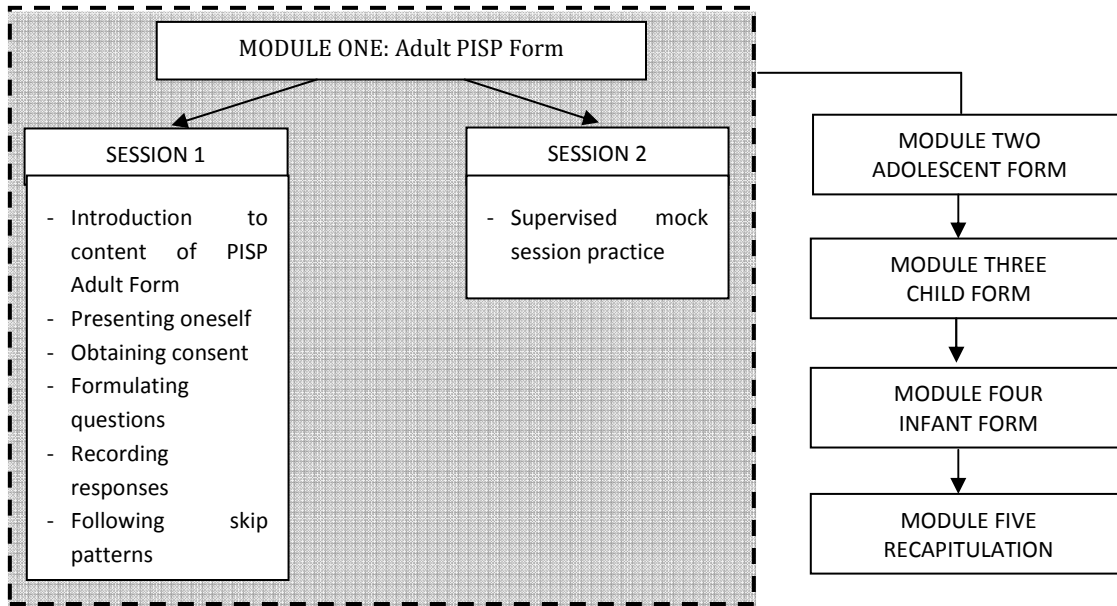 MODULE ONE: Adult PISP Form
SESSION 1
- Introduction to
content of PISP
Adult Form
- Presenting oneself
- Obtaining consent
- Formulating
questions
- Recording
responses
- Following skip
patterns
SESSION 2
- Supervised mock
session practice
MODULE TWO
ADOLESCENT FORM
MODULE THREE
CHILD FORM
MODULE FOUR
INFANT FORM
MODULE FIVE
RECAPITULATION